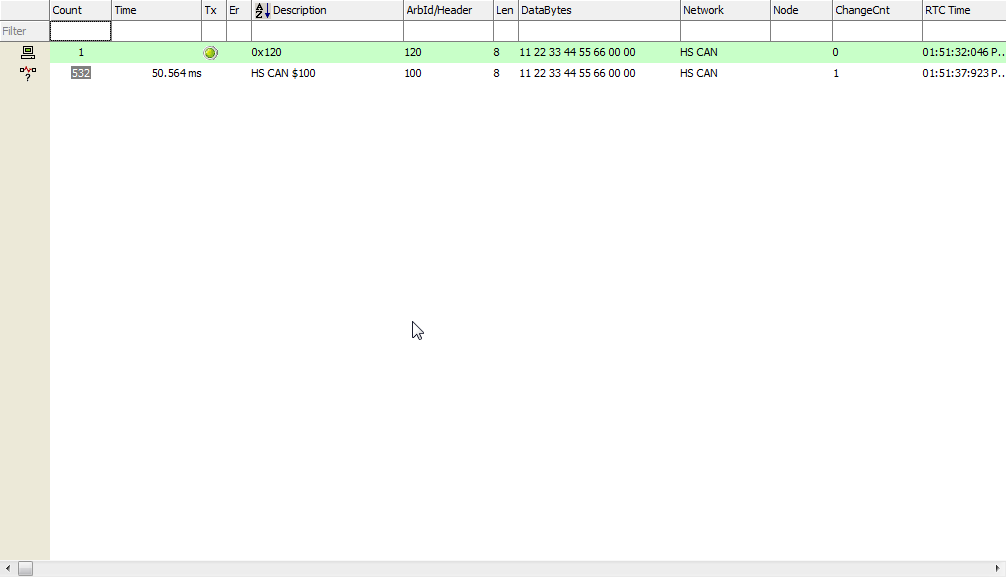 Count Time Tx Er AZ Description ArbId/Header Len DataBytes Network Node ChangeCnt RTC Time
Filter
1 0x120 120 8 11 22 33 44 55 66 00 00 HS CAN 0 01:51:32:046 P..
? 532 50.564 ms HS CAN $100 100 8 11 22 33 44 55 66 00 00 HS CAN 1 01:51:37:923 P..